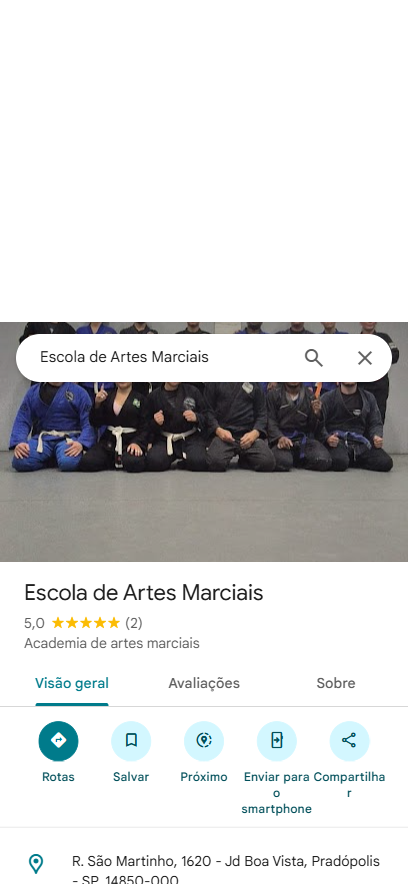 Escola de Artes Marciais
Escola de Artes Marciais
5,0 (2)
Academia de artes marciais
Visão geral Avaliações Sobre
Rotas Salvar Próximo Enviar para o smartphone Compartilhar
R. São Martinho, 1620 - Jd Boa Vista, Pradópolis
- SP, 14850-000